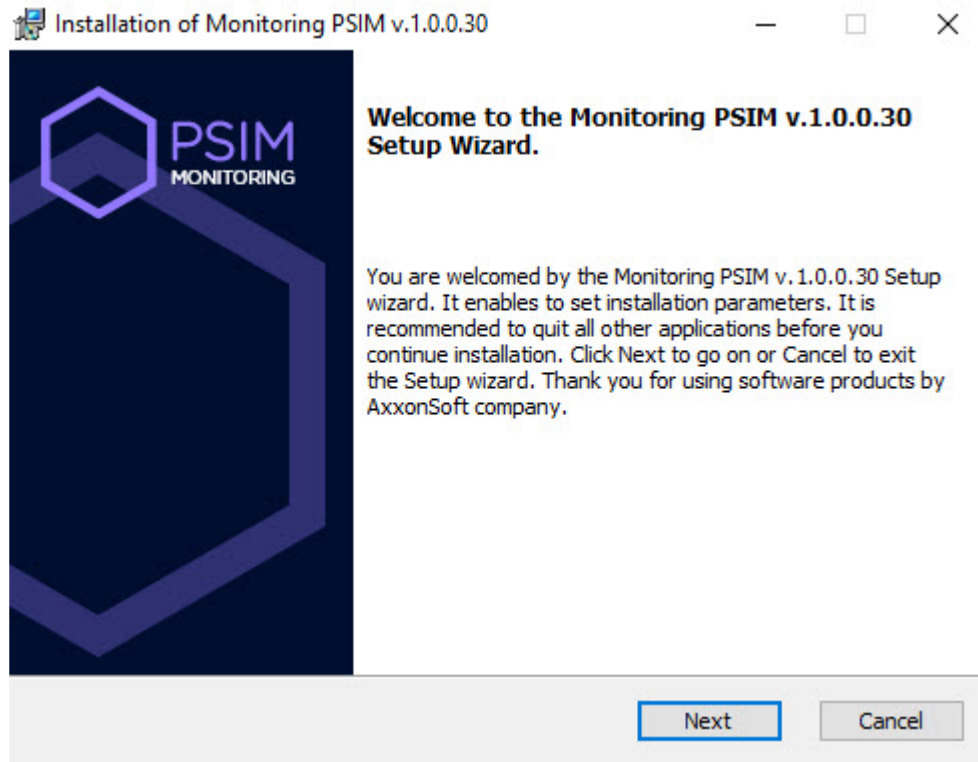 Installation of Monitoring PSIM v.1.0.0.30
PSIM
MONITORING
Welcome to the Monitoring PSIM v.1.0.0.30
Setup Wizard.
You are welcomed by the Monitoring PSIM v.1.0.0.30 Setup
wizard. It enables to set installation parameters. It is
recommended to quit all other applications before you
continue installation. Click Next to go on or Cancel to exit
the Setup wizard. Thank you for using software products by
AxxonSoft company.
Next
Cancel